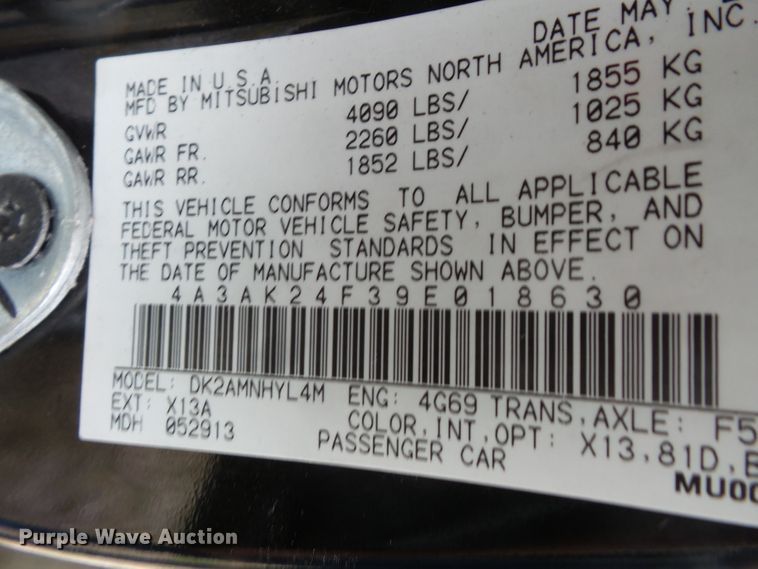 DATE MAY
MADE IN U.S.A.
MFD BY MITSUBISHI MOTORS NORTH AMERICA, INC.
GVWR 4090 LBS/ 1855 KG
GAWR FR. 2260 LBS/ 1025 KG
GAWR RR. 1852 LBS/ 840 KG
THIS VEHICLE CONFORMS TO ALL APPLICABLE
FEDERAL MOTOR VEHICLE SAFETY, BUMPER, AND
THEFT PREVENTION STANDARDS IN EFFECT ON
THE DATE OF MANUFACTURE SHOWN ABOVE.
4A3AK24F39E018630
MODEL: DK2AMNHYL4M ENG: 4G69 TRANS,AXLE: F5
EXT: X13A COLOR,INT,OPT: X13,81D,B
MDH 052913 PASSENGER CAR
MU00
Purple Wave Auction